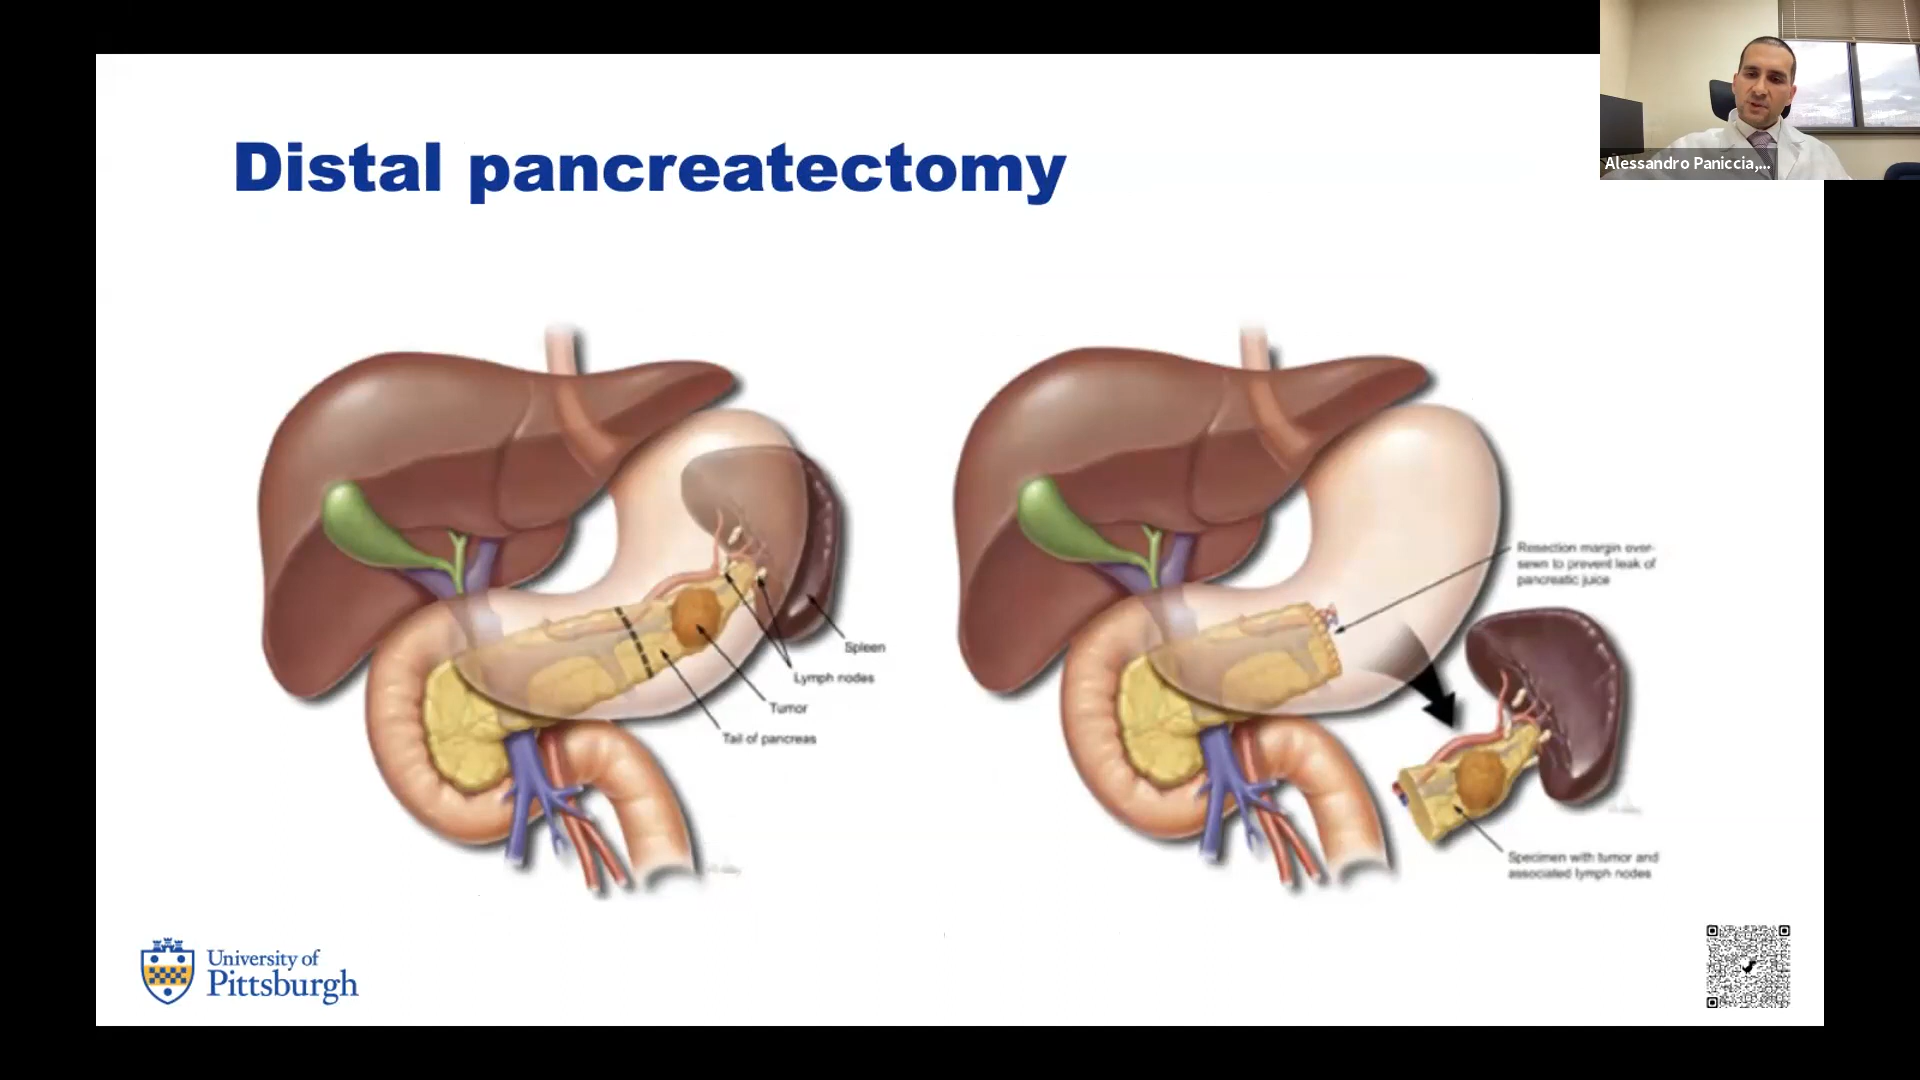 Alessandro Paniccia,...
Distal pancreatectomy
Spleen
Lymph nodes
Tumor
Tail of pancreas
Resection margin over-
sewn to prevent leak of
pancreatic juice
Specimen with tumor and
associated lymph nodes
University of
Pittsburgh